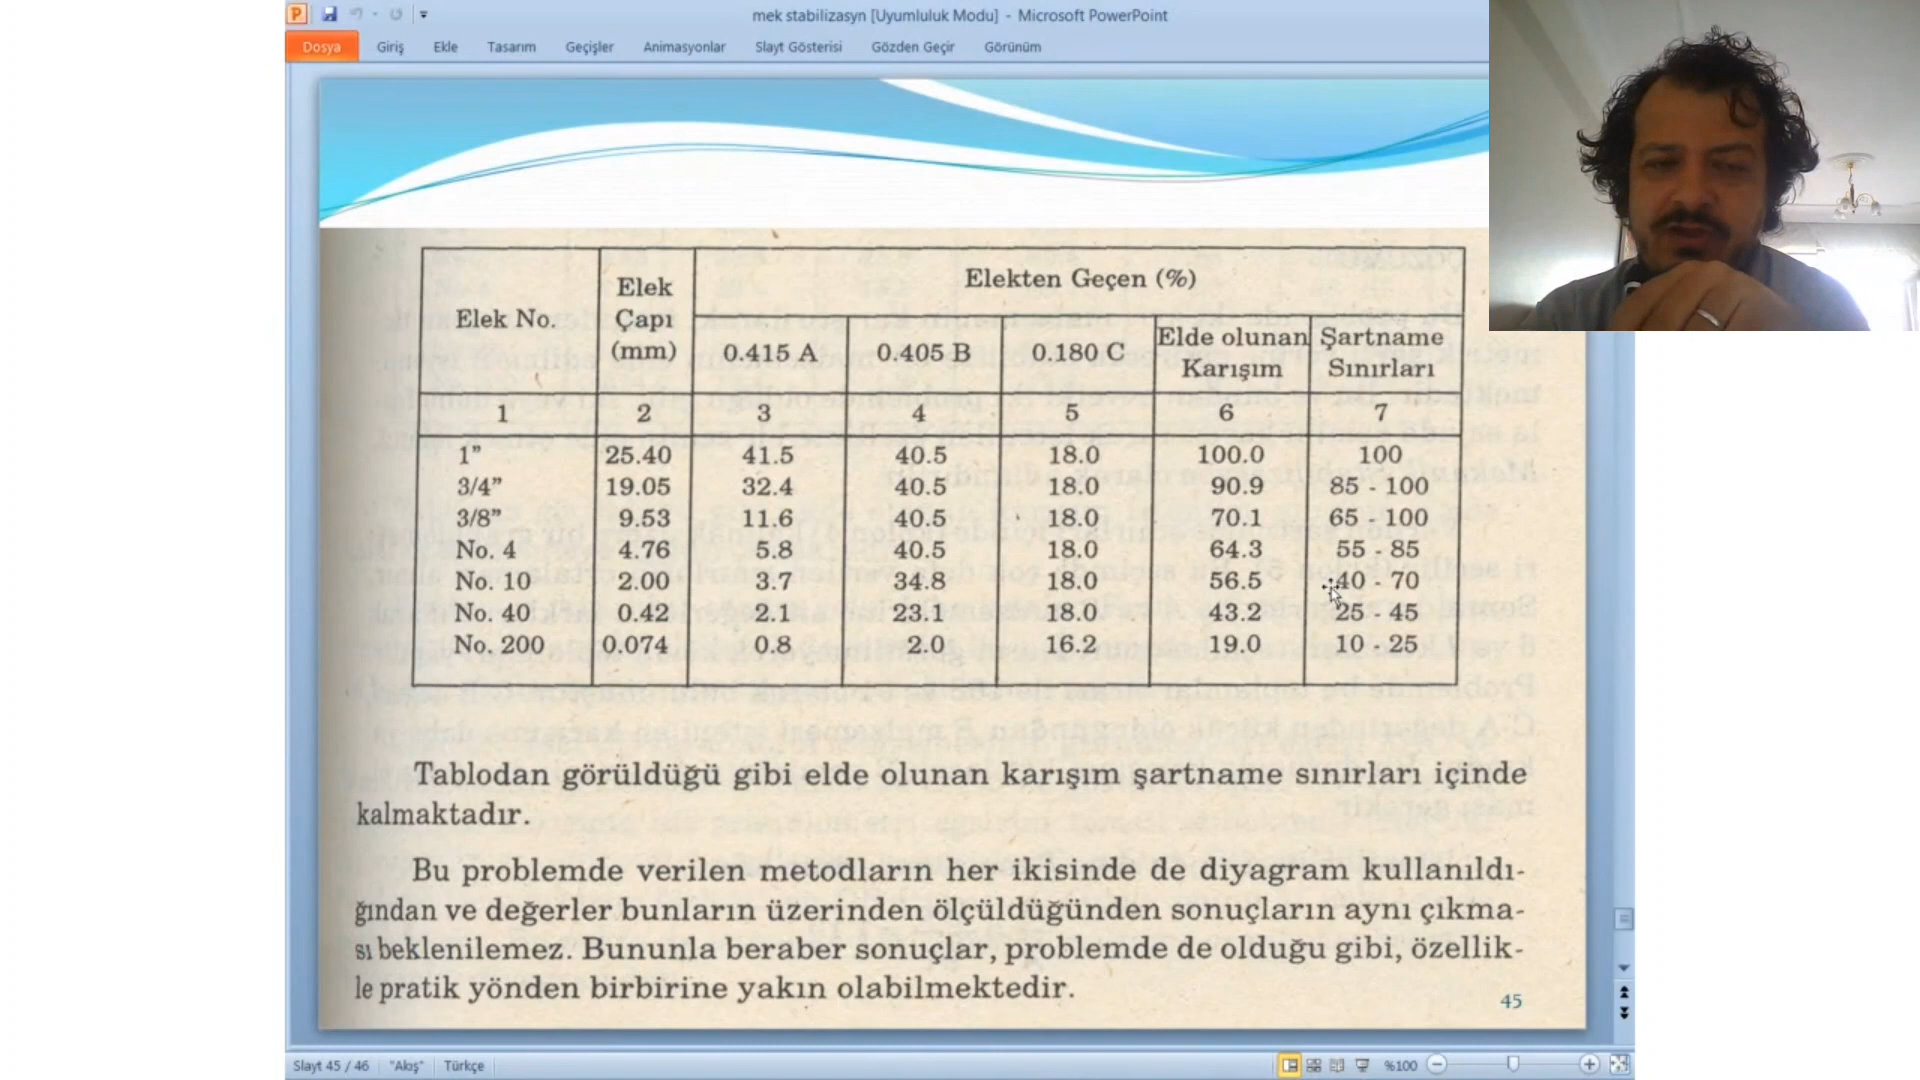 mek stabilizasyn [Uyumluluk Modu] - Microsoft PowerPoint
Dosya Giriş Ekle Tasarım Geçişler Animasyonlar Slayt Gösterisi Gözden Geçir Görünüm
Elek No. Elek Çapı (mm) Elekten Geçen (%)
0.415 A 0.405 B 0.180 C Elde olunan Karışım Şartname Sınırları
1 2 3 4 5 6 7
1" 25.40 41.5 40.5 18.0 100.0 100
3/4" 19.05 32.4 40.5 18.0 90.9 85 - 100
3/8" 9.53 11.6 40.5 18.0 70.1 65 - 100
No. 4 4.76 5.8 40.5 18.0 64.3 55 - 85
No. 10 2.00 3.7 34.8 18.0 56.5 40 - 70
No. 40 0.42 2.1 23.1 18.0 43.2 25 - 45
No. 200 0.074 0.8 2.0 16.2 19.0 10 - 25
Tablodan görüldüğü gibi elde olunan karışım şartname sınırları içinde
kalmaktadır.
Bu problemde verilen metodların her ikisinde de diyagram kullanıldı-
ğından ve değerler bunların üzerinden ölçüldüğünden sonuçların aynı çıkma-
sı beklenilemez. Bununla beraber sonuçlar, problemde de olduğu gibi, özellik-
le pratik yönden birbirine yakın olabilmektedir.
45
Slayt 45 / 46 "Akış" Türkçe %100